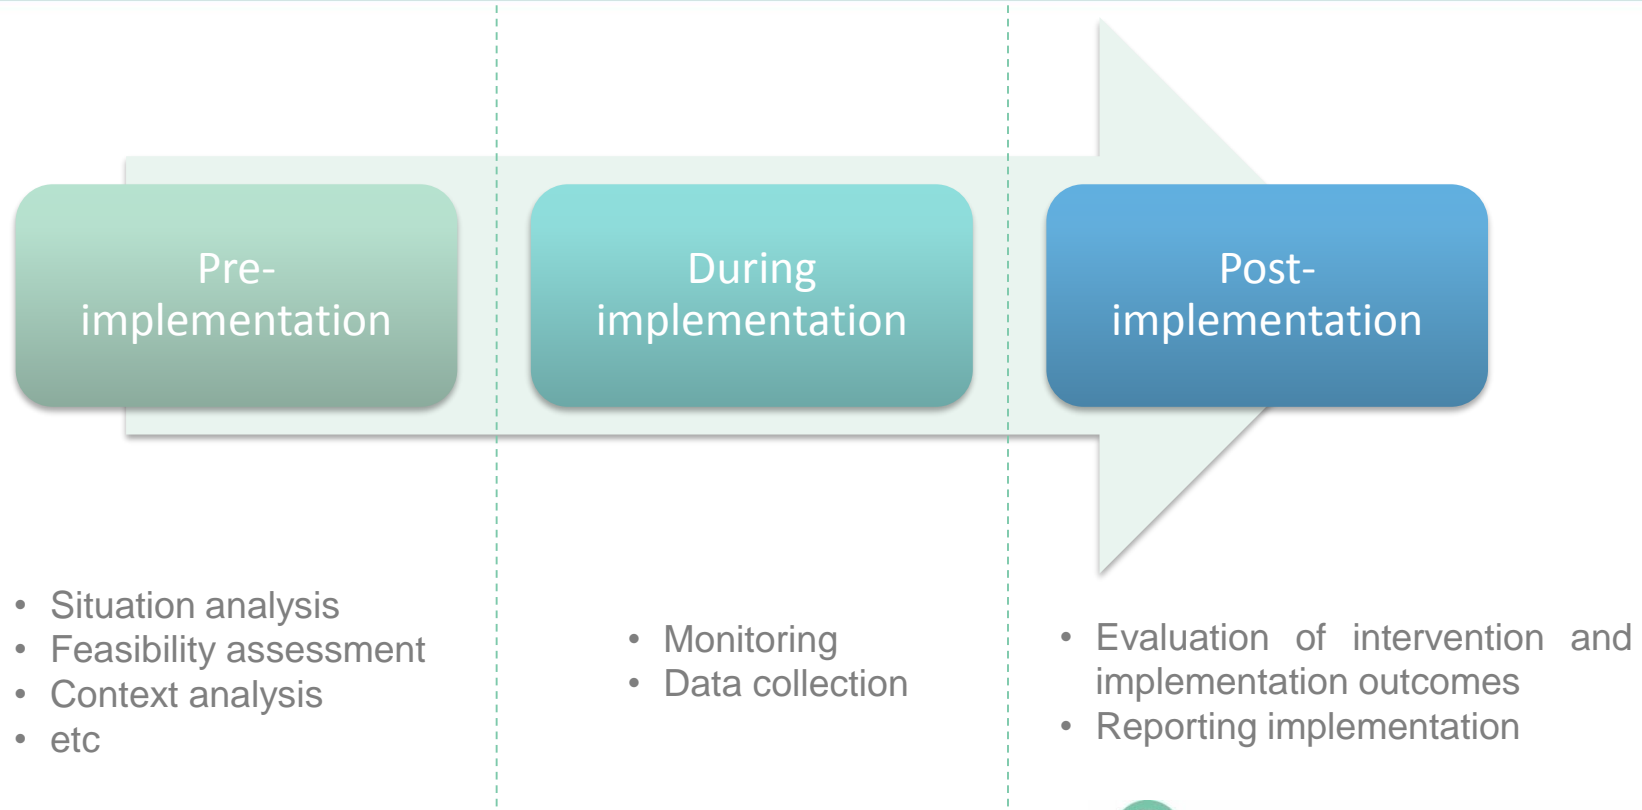 Pre-
implementation
During
implementation
Post-
implementation
• Situation analysis
• Feasibility assessment
• Context analysis
• etc
• Monitoring
• Data collection
• Evaluation of intervention and
implementation outcomes
• Reporting implementation